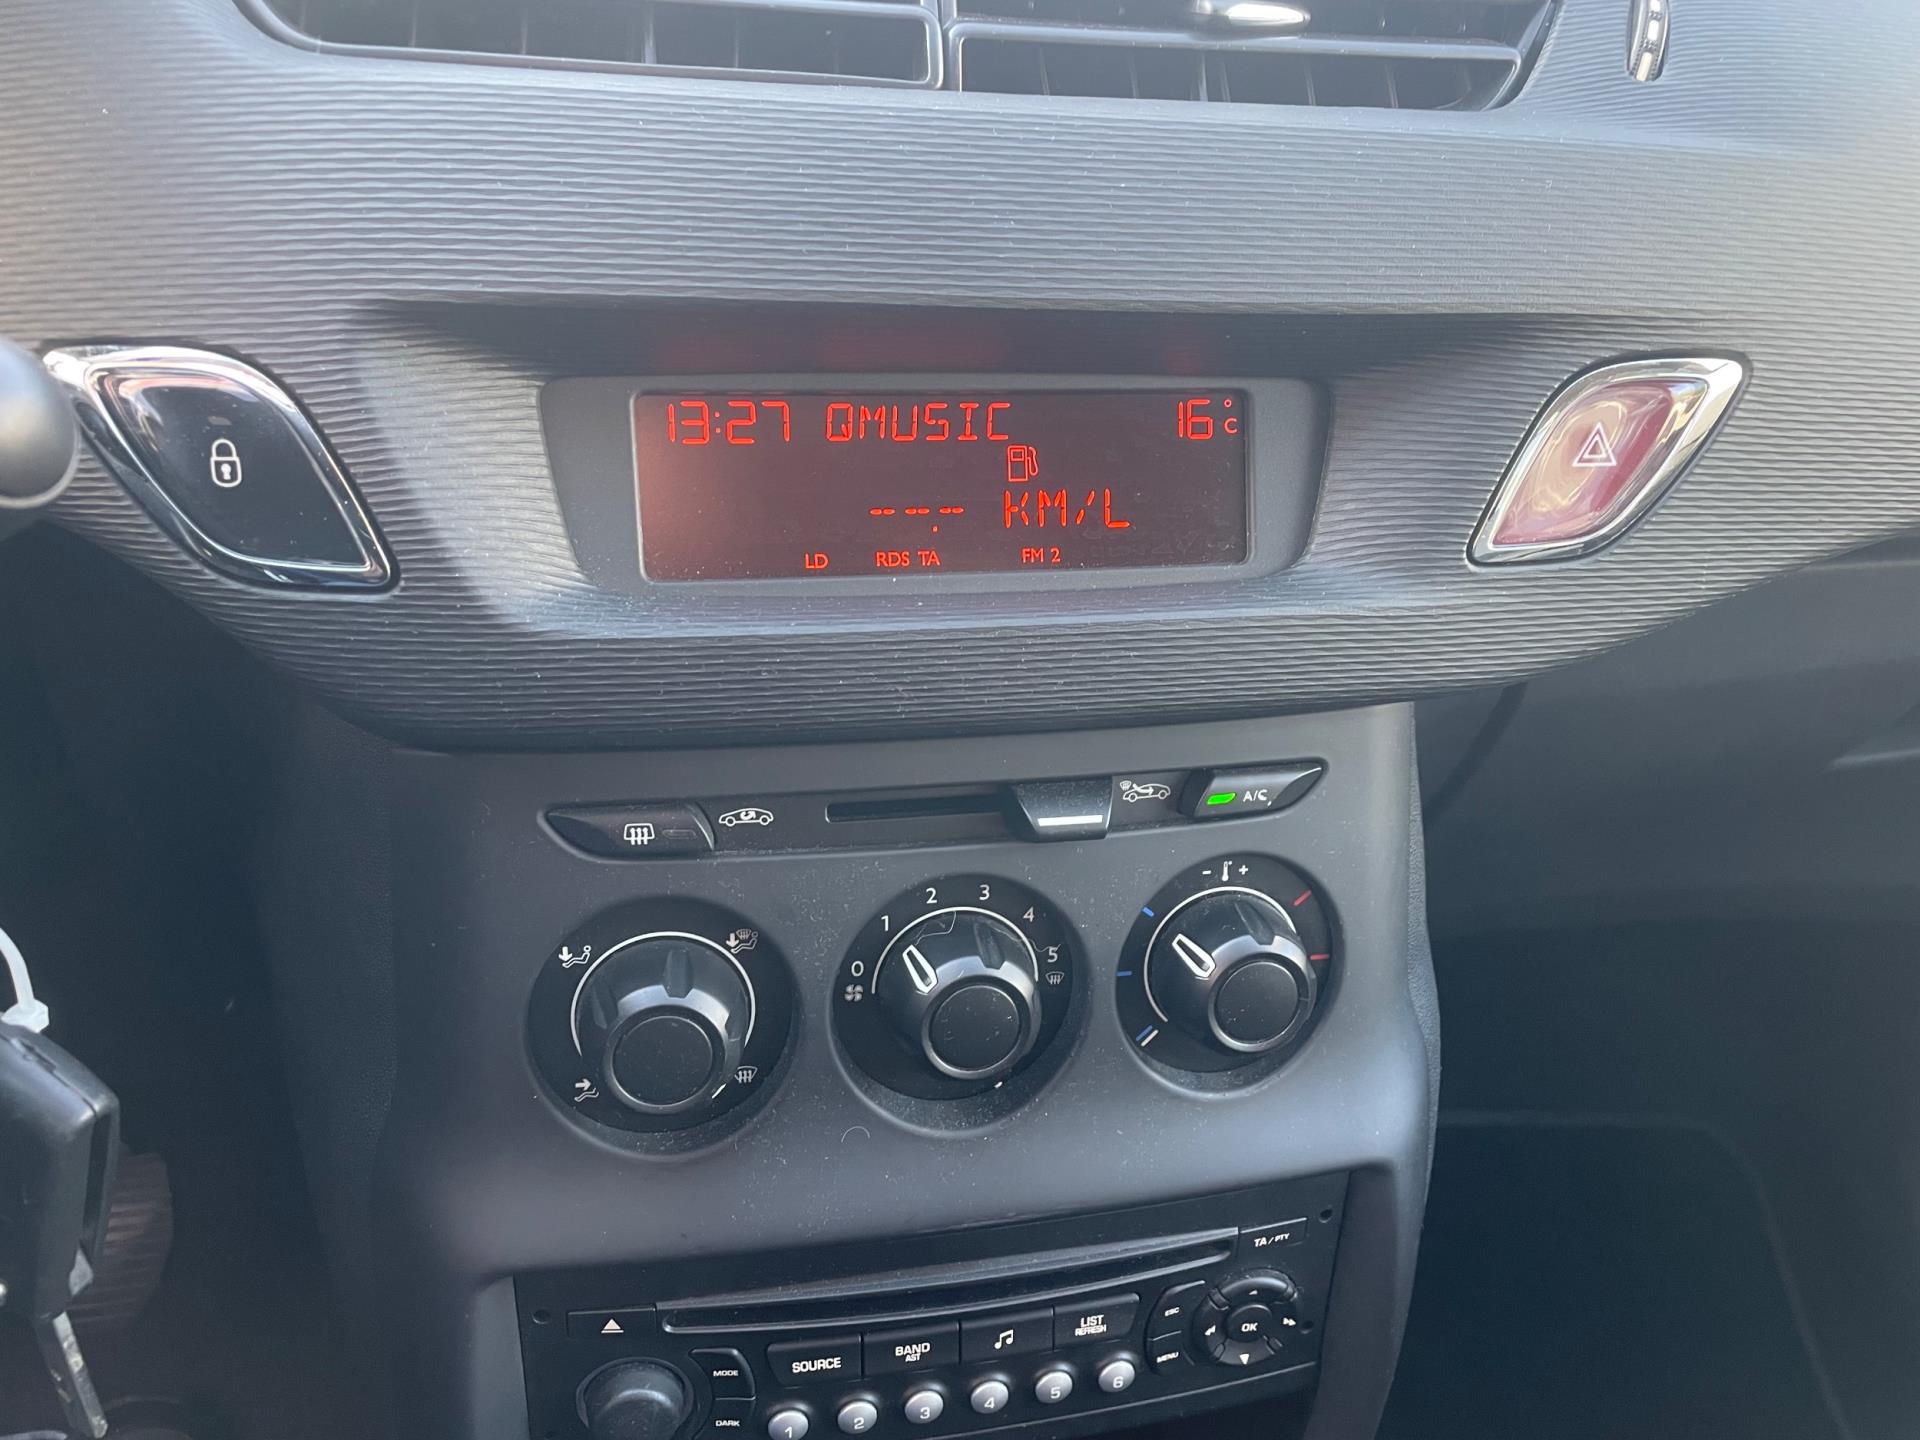 13:27 QMUSIC 16°C
--.-- KM/L
LD RDS TA FM 2
A/C
- +
0 1 2 3 4 5
TA/PTY
LIST
REFRESH
ESC
BAND
AST
SOURCE
OK
MODE
MENU
DARK
1 2 3 4 5 6